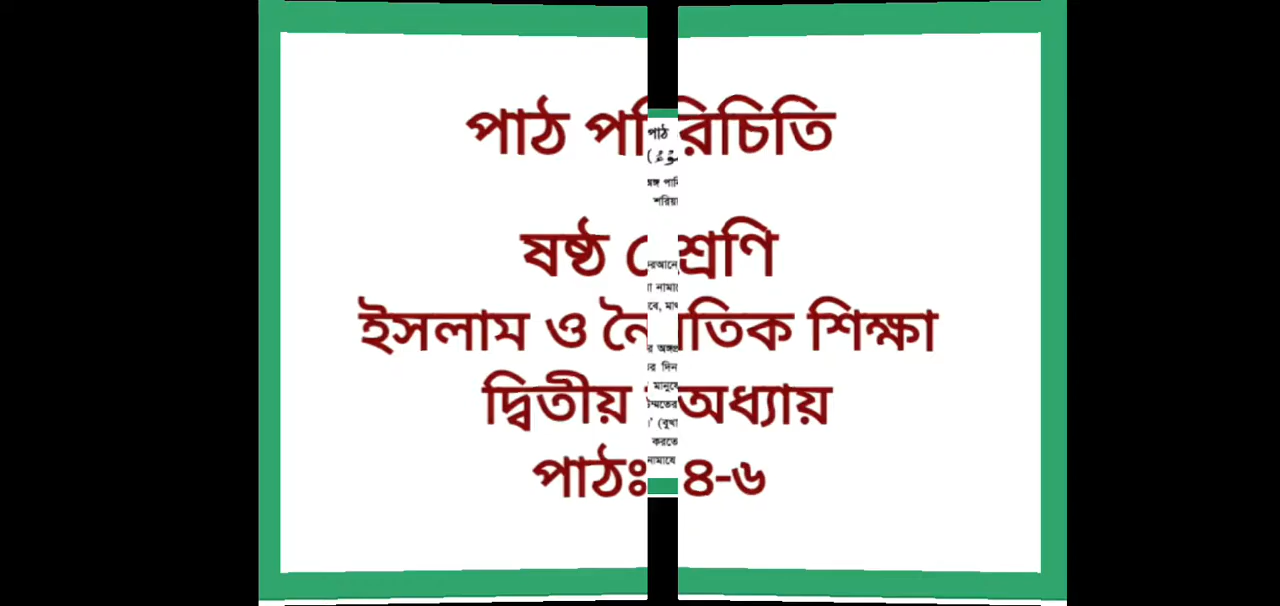 পাঠ পরিচিতি
ষষ্ঠ শ্রেণি
ইসলাম ও নৈতিক শিক্ষা
দ্বিতীয় অধ্যায়
পাঠঃ ৪-৬
পাঠ